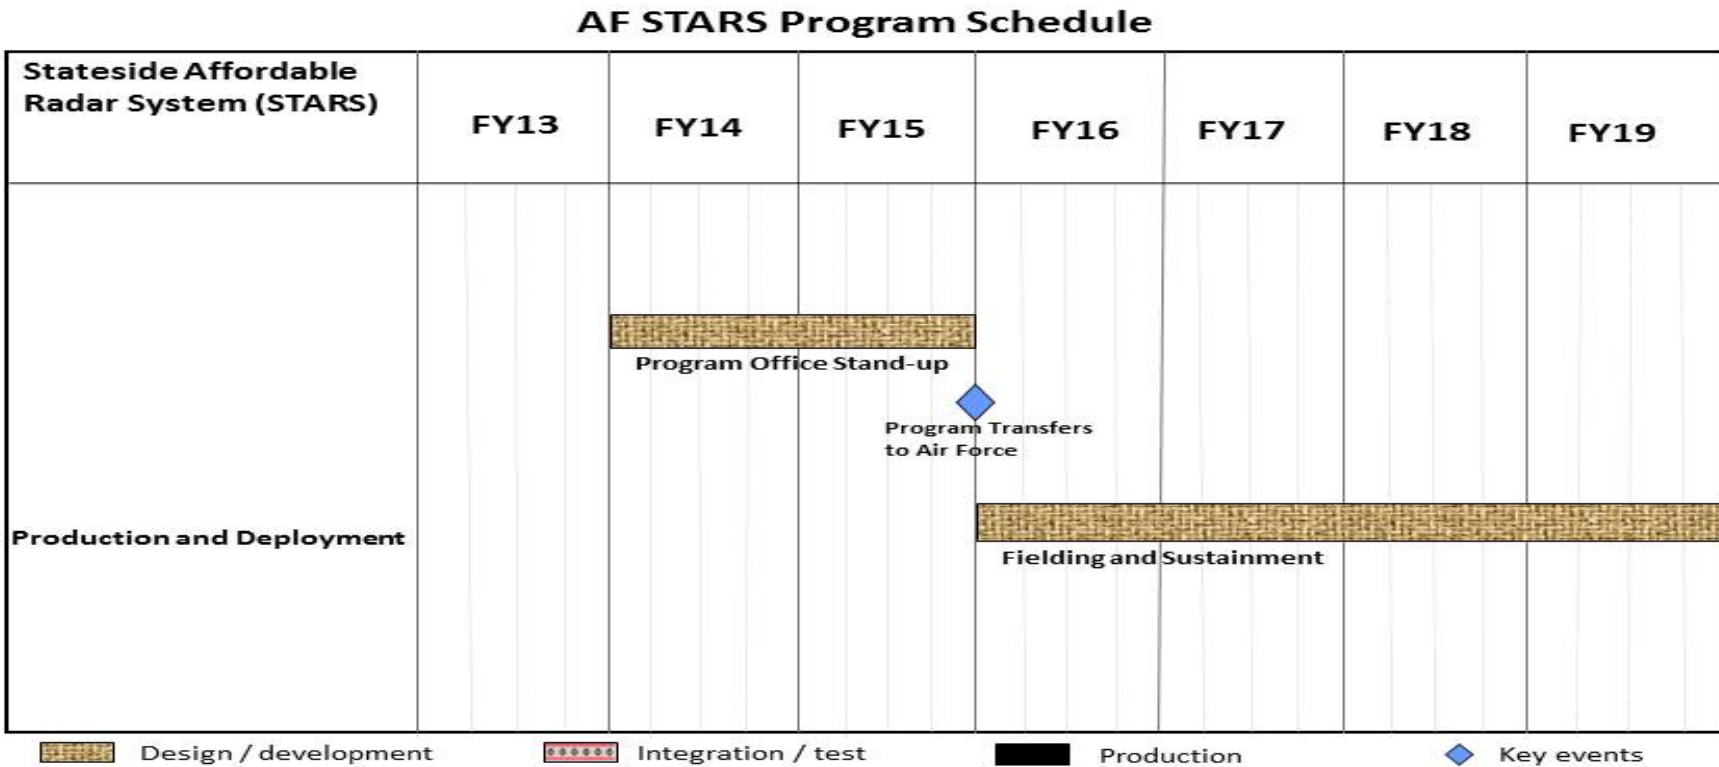 AF STARS Program Schedule
Stateside Affordable
Radar System (STARS)
FY13
FY14
FY15
FY16
FY17
FY18
FY19
Program Office Stand-up
Program Transfers
to Air Force
Production and Deployment
Fielding and Sustainment
Design / development
Integration / test
Production
Key events